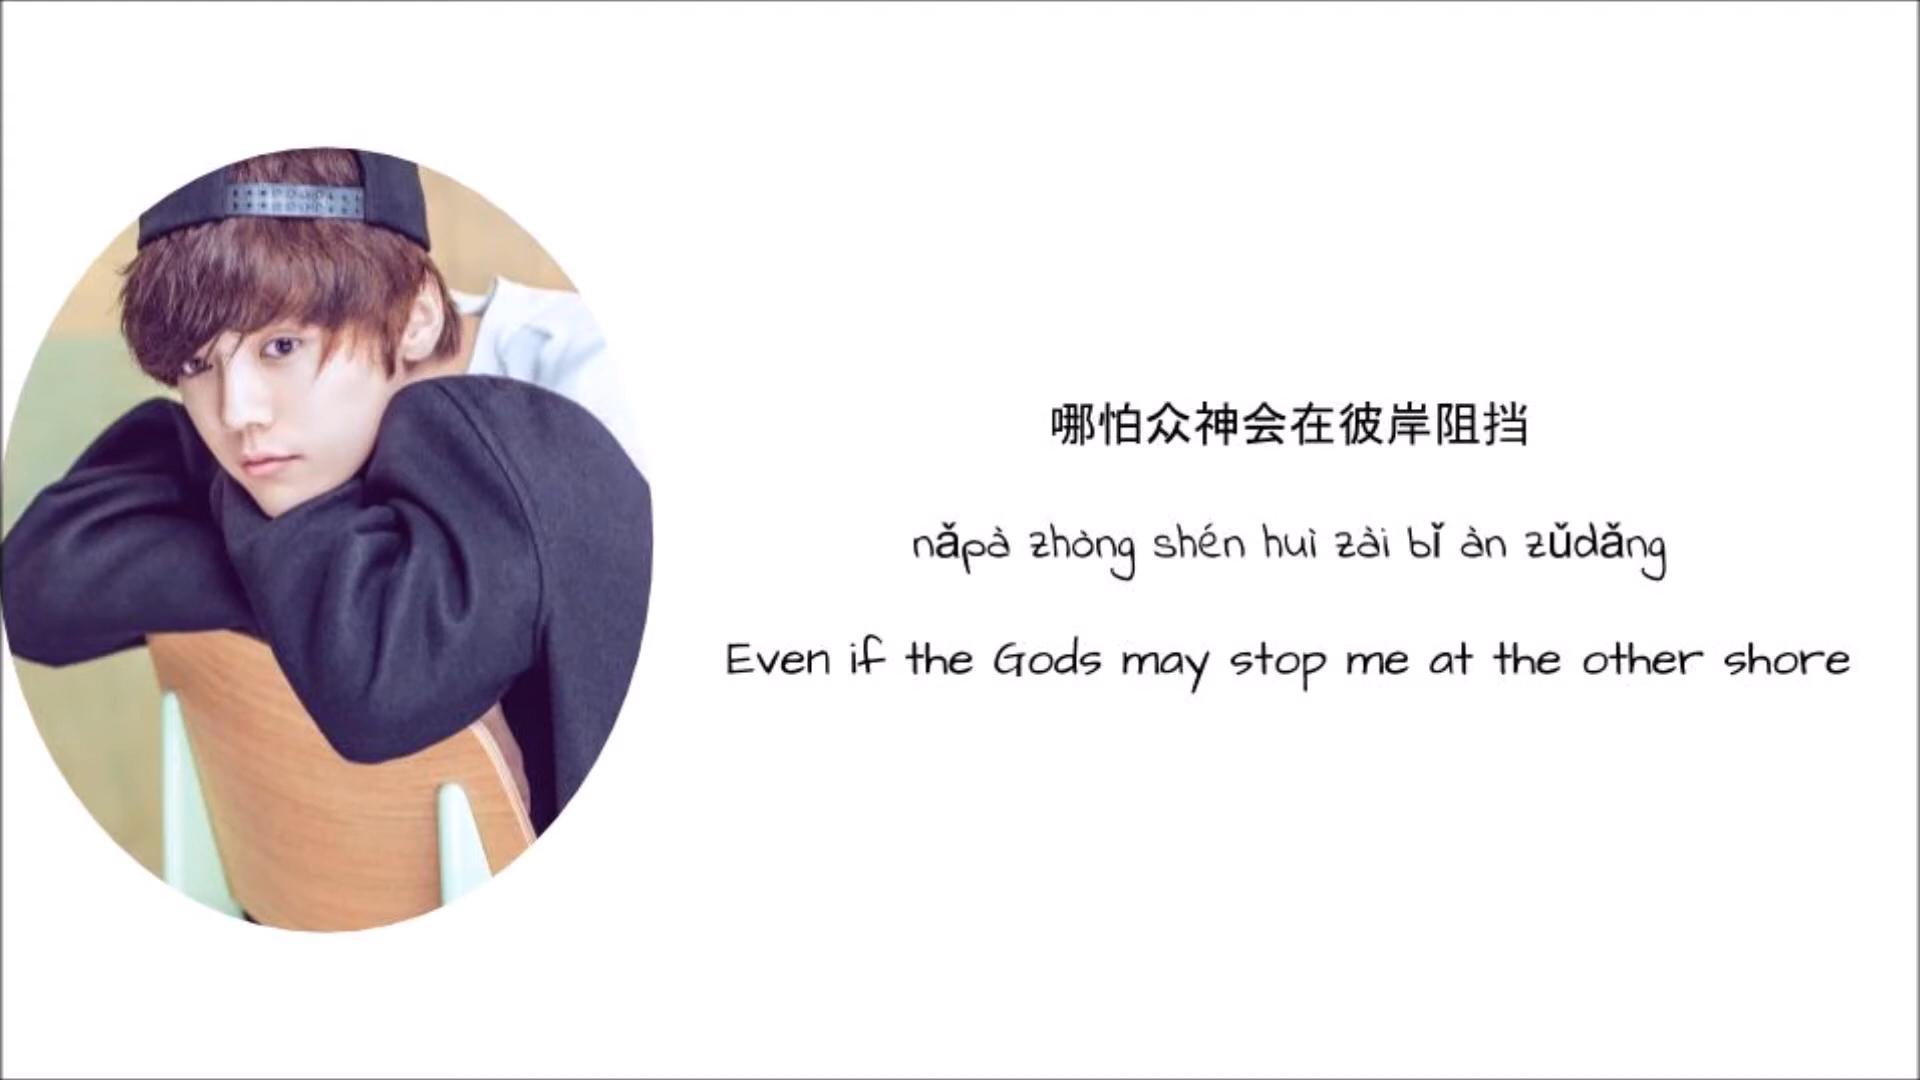 哪怕众神会在彼岸阻挡
nǎpà zhòng shén huì zài bǐ àn zǔdǎng
Even if the Gods may stop me at the other shore